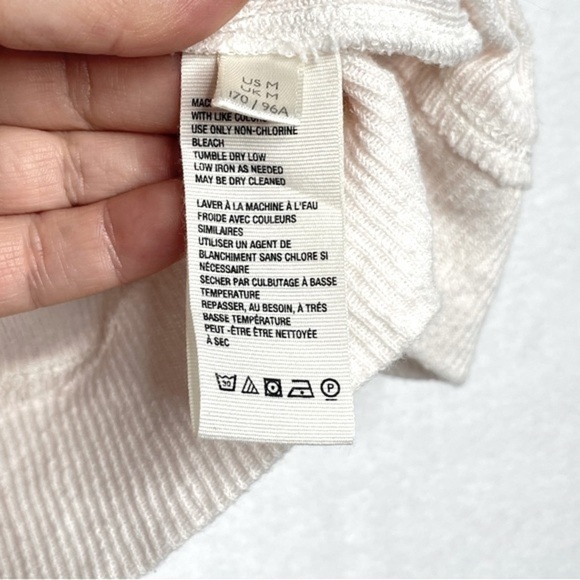 US M
UK M
170 / 96A
MAC
WITH LIKE COLORS
USE ONLY NON-CHLORINE
BLEACH
TUMBLE DRY LOW
LOW IRON AS NEEDED
MAY BE DRY CLEANED
LAVER À LA MACHINE À L'EAU
FROIDE AVEC COULEURS
SIMILAIRES
UTILISER UN AGENT DE
BLANCHIMENT SANS CHLORE SI
NÉCESSAIRE
SECHER PAR CULBUTAGE À BASSE
TEMPERATURE
REPASSER, AU BESOIN, À TRÈS
BASSE TEMPÉRATURE
PEUT -ÊTRE ÊTRE NETTOYÉE
À SEC
30
P